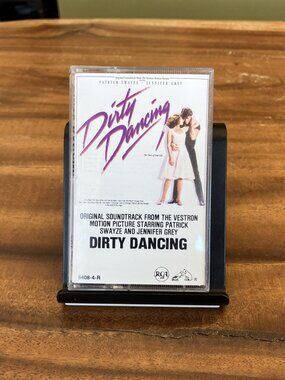 PATRICK SWAYZE JENNIFER GREY
Dirty
Dancing
ORIGINAL SOUNDTRACK FROM THE VESTRON
MOTION PICTURE STARRING PATRICK
SWAYZE AND JENNIFER GREY
DIRTY DANCING
6408-4-R
RCA